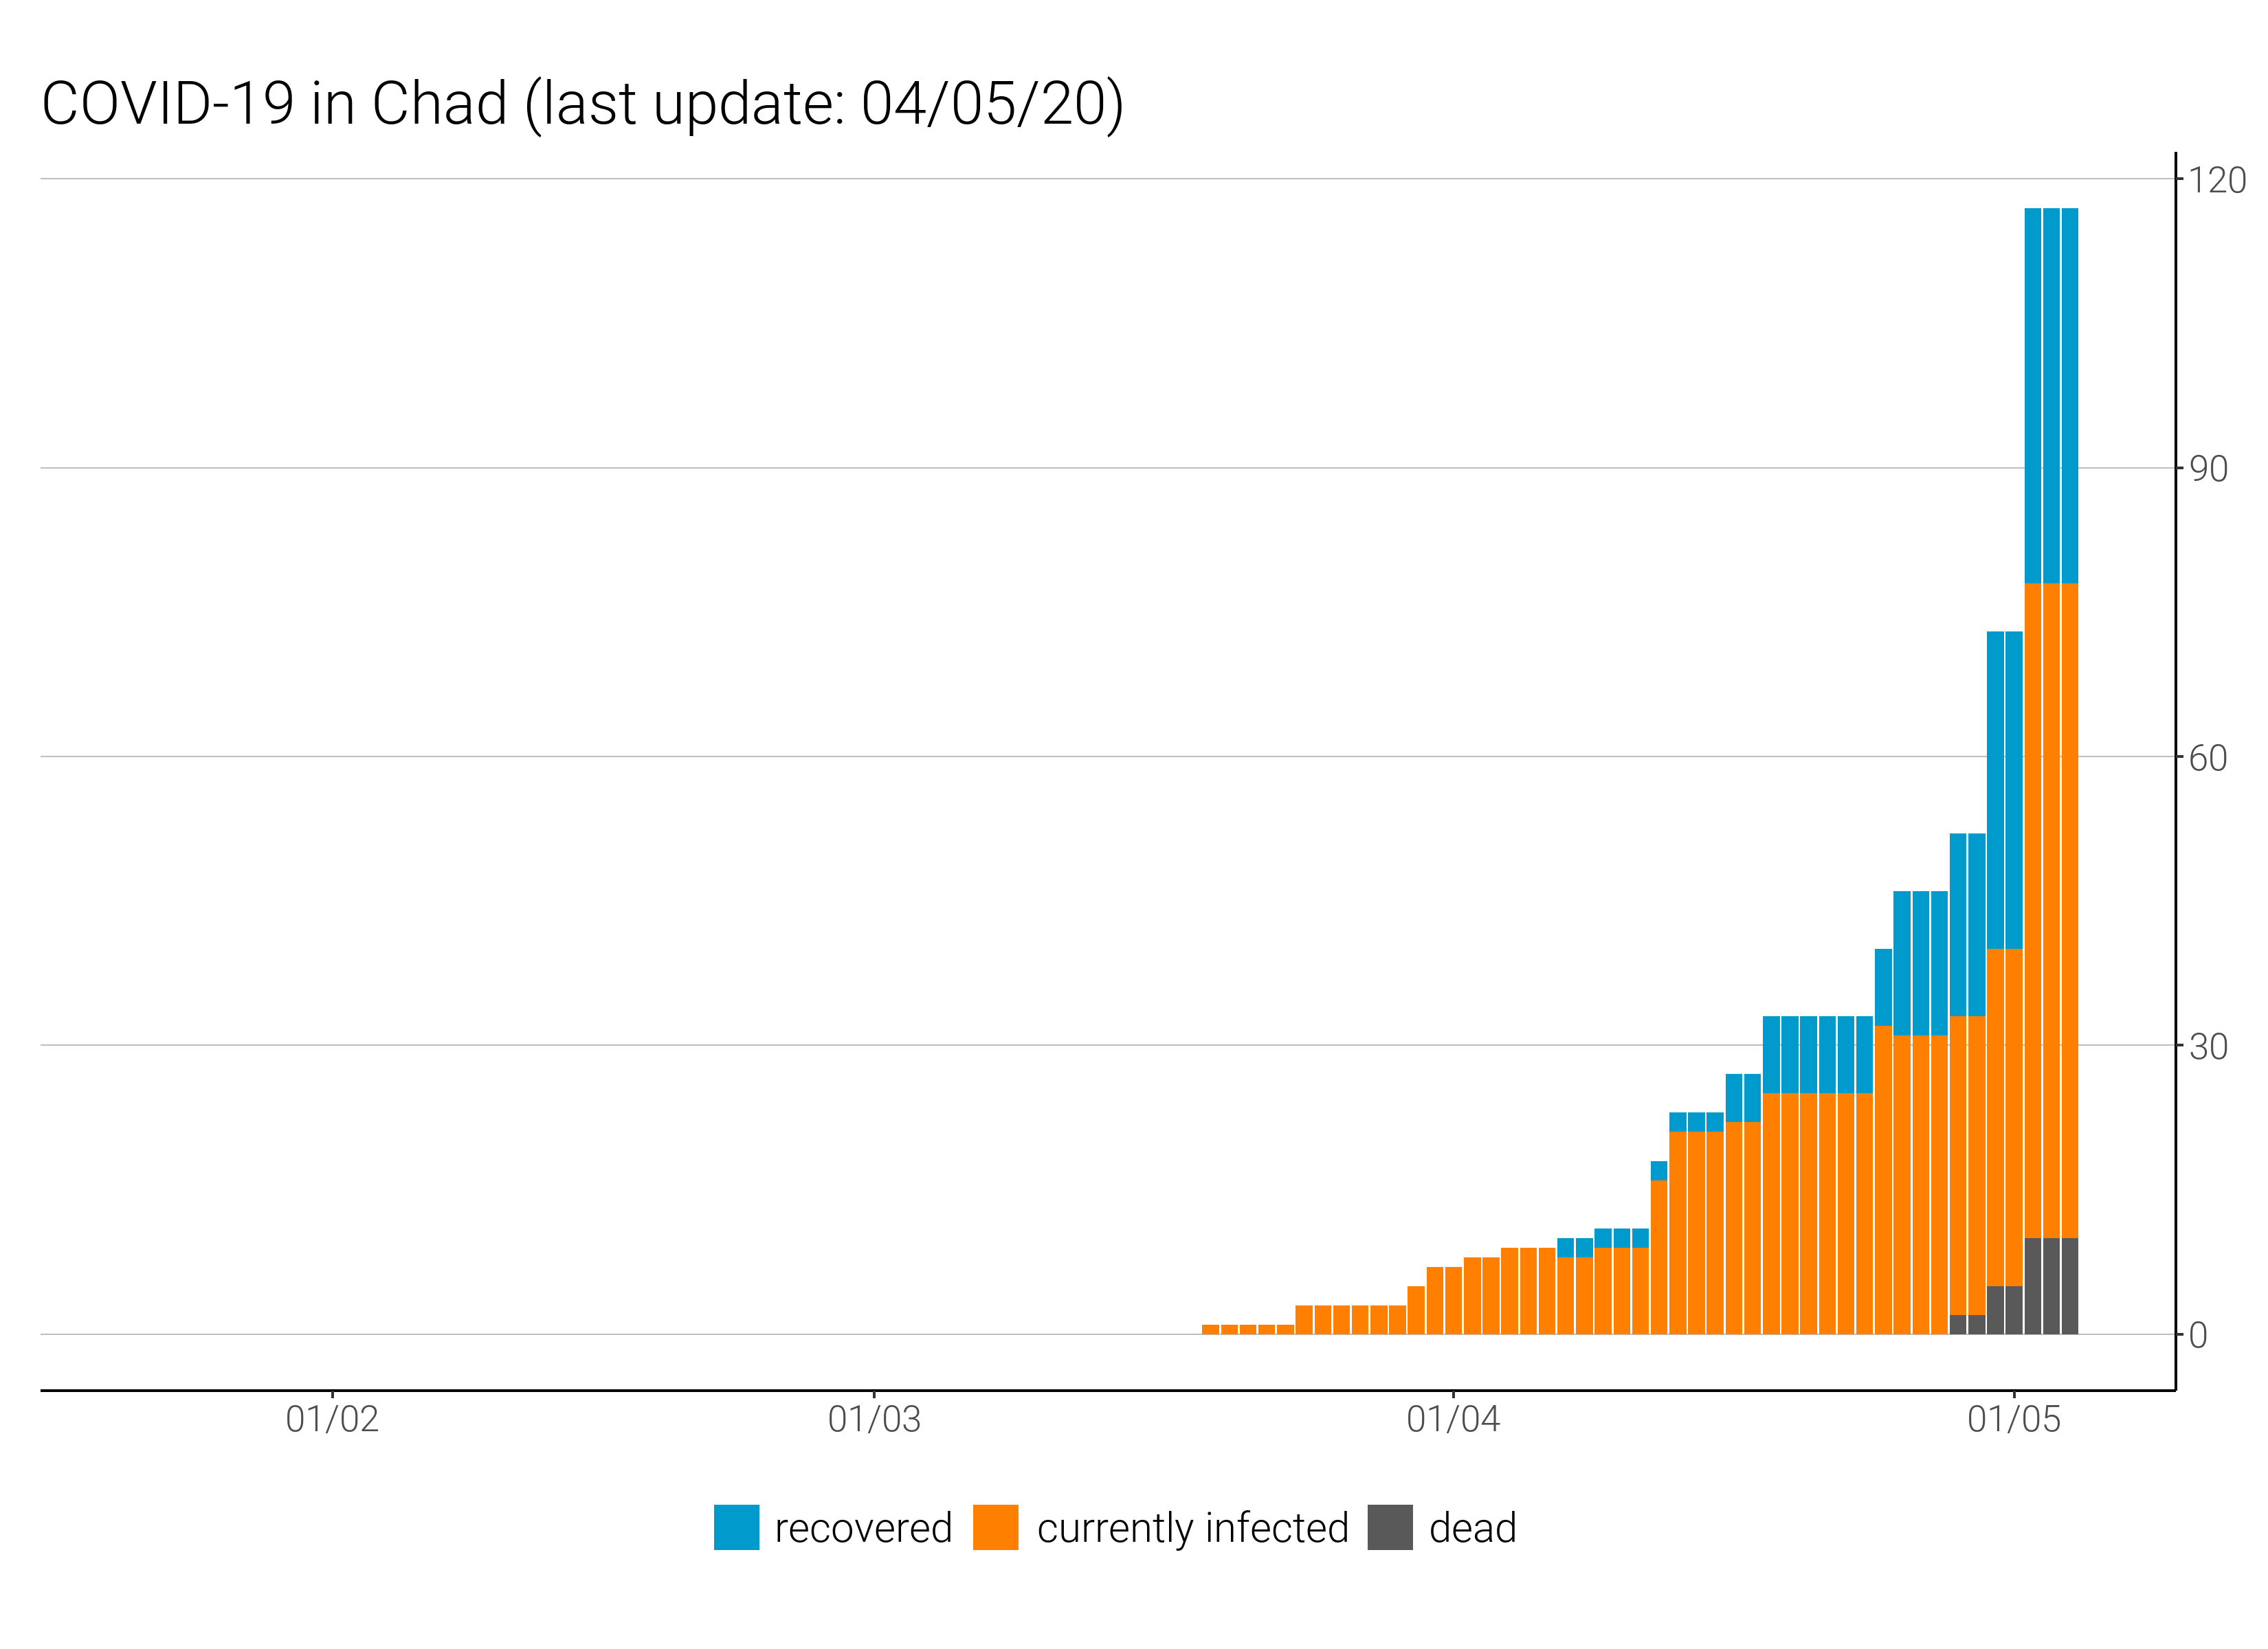 COVID-19 in Chad (last update: 04/05/20)
120
90
60
30
0
01/02 01/03 01/04 01/05
recovered currently infected dead